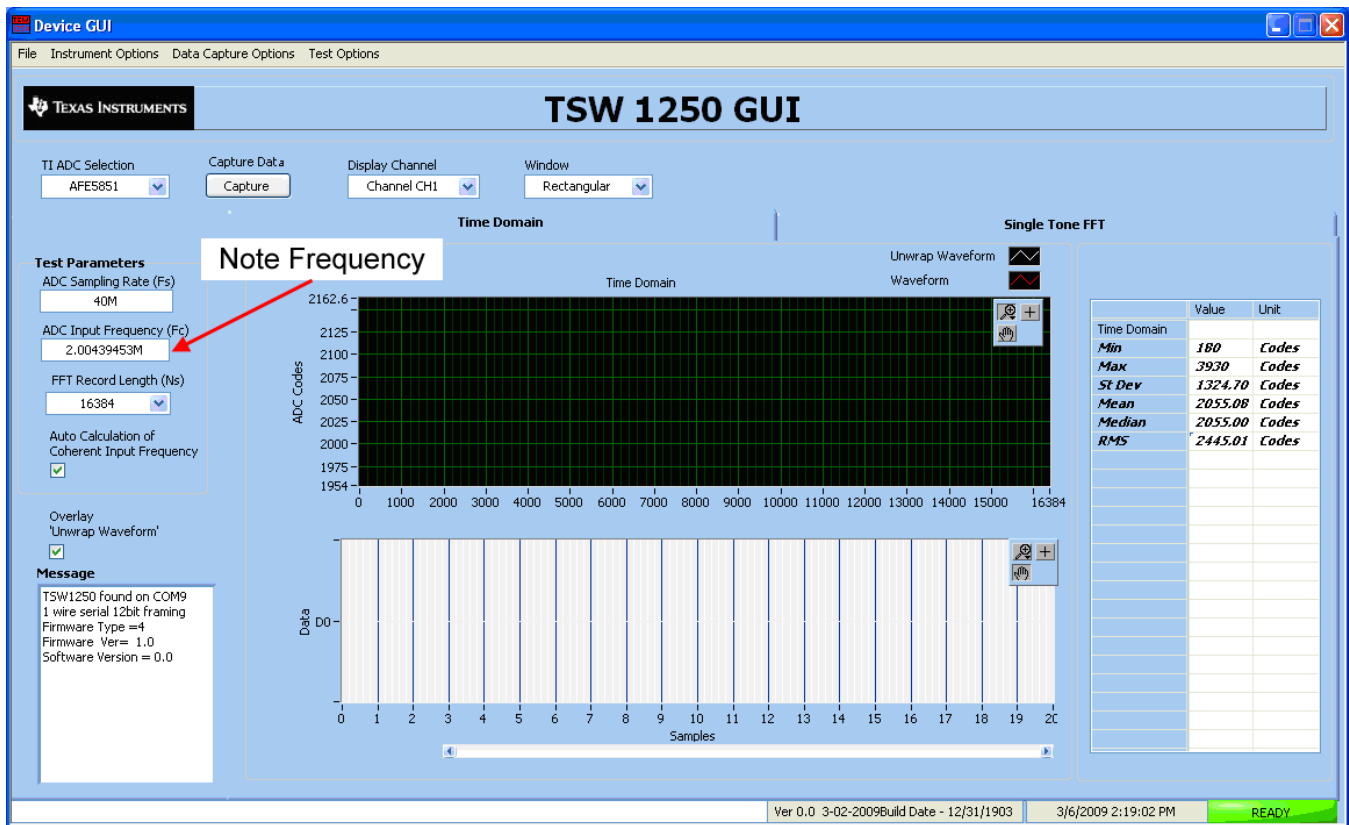 Device GUI
File Instrument Options Data Capture Options Test Options
TEXAS INSTRUMENTS
TSW 1250 GUI
TI ADC Selection
AFE5851
Capture Data
Capture
Display Channel
Channel CH1
Window
Rectangular
Time Domain
Single Tone FFT
Note Frequency
Test Parameters
ADC Sampling Rate (Fs)
40M
ADC Input Frequency (Fc)
2.00439453M
FFT Record Length (Ns)
16384
Auto Calculation of
Coherent Input Frequency
Overlay
'Unwrap Waveform'
Message
TSW1250 found on COM9
1 wire serial 12bit framing
Firmware Type =4
Firmware Ver= 1.0
Software Version = 0.0
Unwrap Waveform
Waveform
Time Domain
ADC Codes
2162.6
2125
2100
2075
2050
2025
2000
1975
1954
0 1000 2000 3000 4000 5000 6000 7000 8000 9000 10000 11000 12000 13000 14000 15000 16384
Data
D0
0 1 2 3 4 5 6 7 8 9 10 11 12 13 14 15 16 17 18 19
Samples
Value Unit
Time Domain
Min 180 Codes
Max 3930 Codes
St Dev 1324.70 Codes
Mean 2055.08 Codes
Median 2055.00 Codes
RMS 2445.01 Codes
Ver 0.0 3-02-2009Build Date - 12/31/1903
3/6/2009 2:19:02 PM
READY